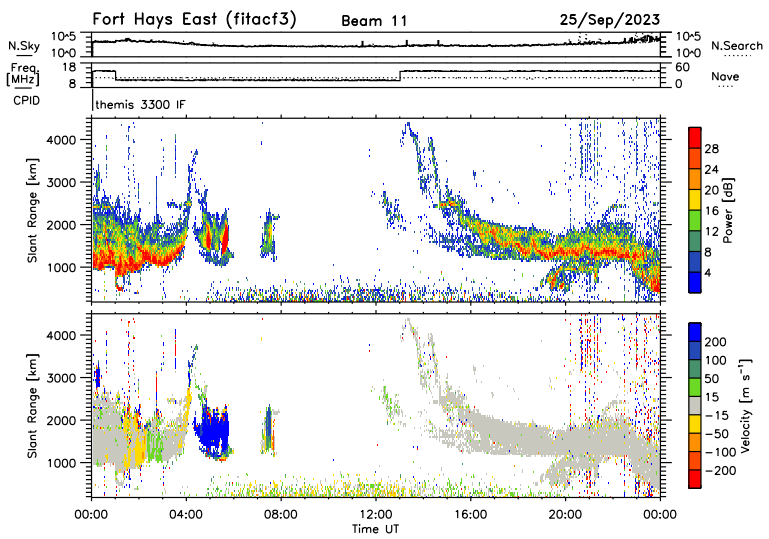 Fort Hays East (fitacf3) Beam 11 25/Sep/2023
N.Sky 10^5 10^0 10^5 10^0 N.Search
Freq. [MHz] 18 8 60 0 Nave
CPID themis 3300 IF
Slant Range [km] 4000 3000 2000 1000
28 24 20 16 12 8 4 Power [dB]
Slant Range [km] 4000 3000 2000 1000
200 100 50 15 -15 -50 -100 -200 Velocity [m s⁻¹]
00:00 04:00 08:00 12:00 16:00 20:00 00:00
Time UT